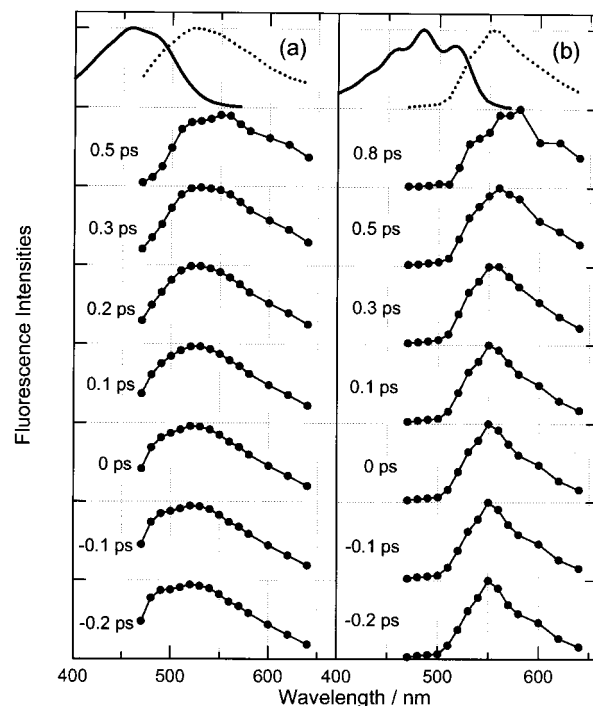 (a)
(b)
0.5 ps
0.3 ps
0.2 ps
0.1 ps
0 ps
-0.1 ps
-0.2 ps
0.8 ps
0.5 ps
0.3 ps
0.1 ps
0 ps
-0.1 ps
-0.2 ps
Fluorescence Intensities
400 500 600 400 500 600
Wavelength / nm